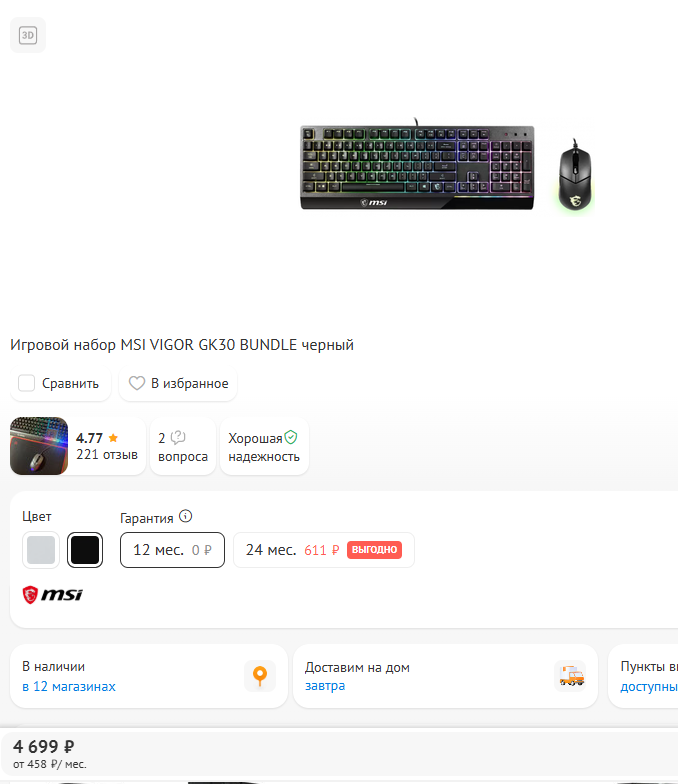 3D
msi
Игровой набор MSI VIGOR GK30 BUNDLE черный
Сравнить
В избранное
4.77
221 отзыв
2
вопроса
Хорошая
надежность
Цвет
Гарантия
12 мес. 0 ₽
24 мес. 611 ₽ ВЫГОДНО
msi
В наличии
в 12 магазинах
Доставим на дом
завтра
Пункты
доступны
4 699 ₽
от 458 ₽/ мес.